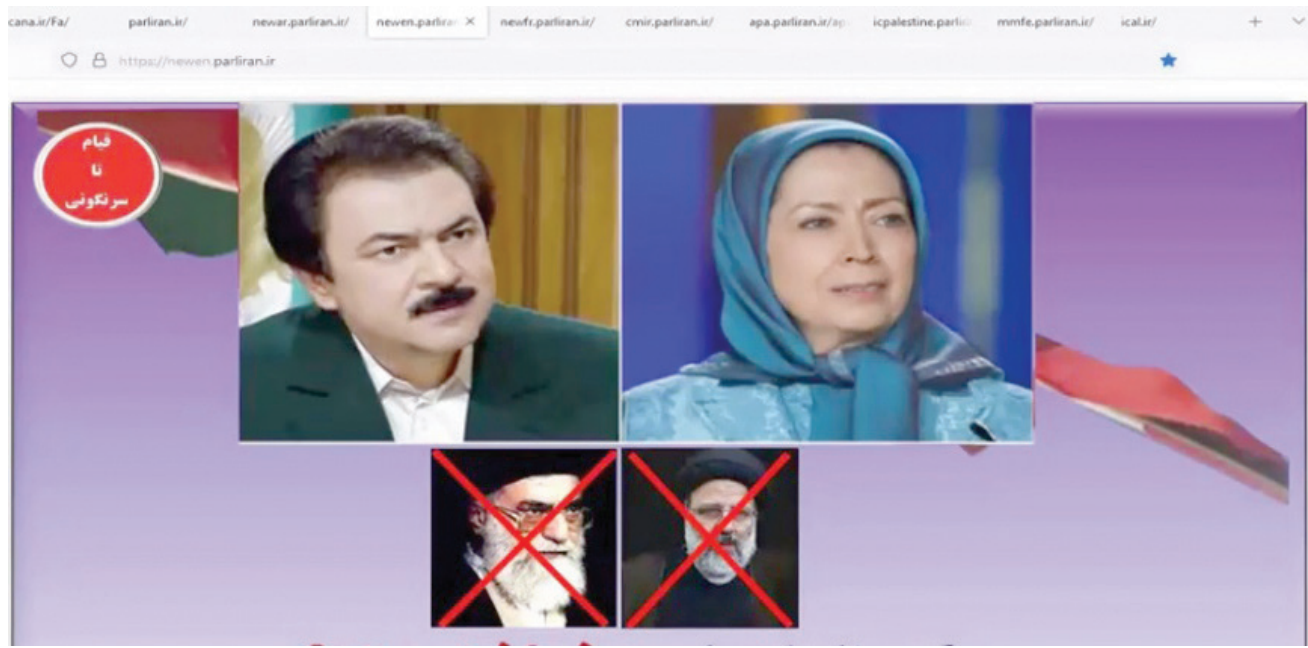 cana.ir/Fa/ parliran.ir/ newar.parliran.ir/ newen.parliran newfr.parliran.ir/ cmir.parliran.ir/ apa.parliran.ir/ap icpalestine.parlir mmfe.parliran.ir/ ical.ir/
https://newen.parliran.ir
قیام
تا
سرنگونی